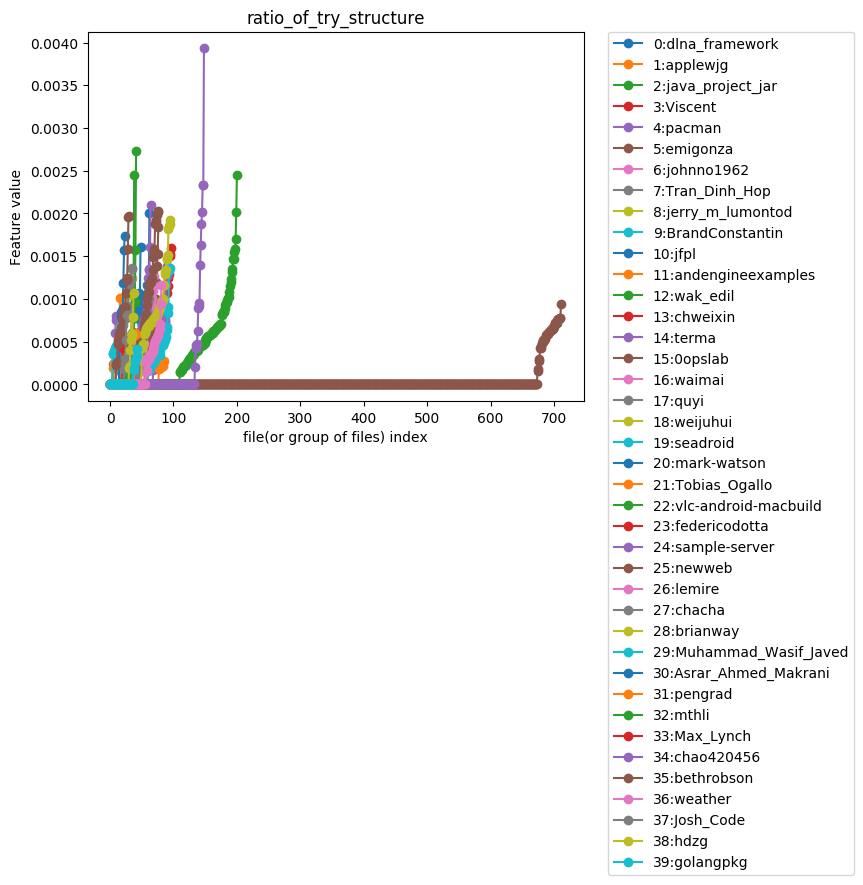 ratio_of_try_structure
Feature value
0.0040
0.0035
0.0030
0.0025
0.0020
0.0015
0.0010
0.0005
0.0000
0 100 200 300 400 500 600 700
file(or group of files) index
0:dlna_framework
1:applewjg
2:java_project_jar
3:Viscent
4:pacman
5:emigonza
6:johnno1962
7:Tran_Dinh_Hop
8:jerry_m_lumontod
9:BrandConstantin
10:jfpl
11:andengineexamples
12:wak_edil
13:chweixin
14:terma
15:0opslab
16:waimai
17:quyi
18:weijuhui
19:seadroid
20:mark-watson
21:Tobias_Ogallo
22:vlc-android-macbuild
23:federicodotta
24:sample-server
25:newweb
26:lemire
27:chacha
28:brianway
29:Muhammad_Wasif_Javed
30:Asrar_Ahmed_Makrani
31:pengrad
32:mthli
33:Max_Lynch
34:chao420456
35:bethrobson
36:weather
37:Josh_Code
38:hdzg
39:golangpkg